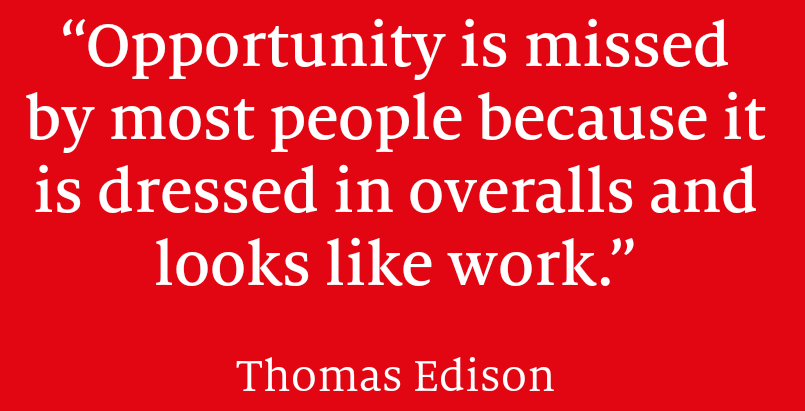 “Opportunity is missed
by most people because it
is dressed in overalls and
looks like work.”
Thomas Edison